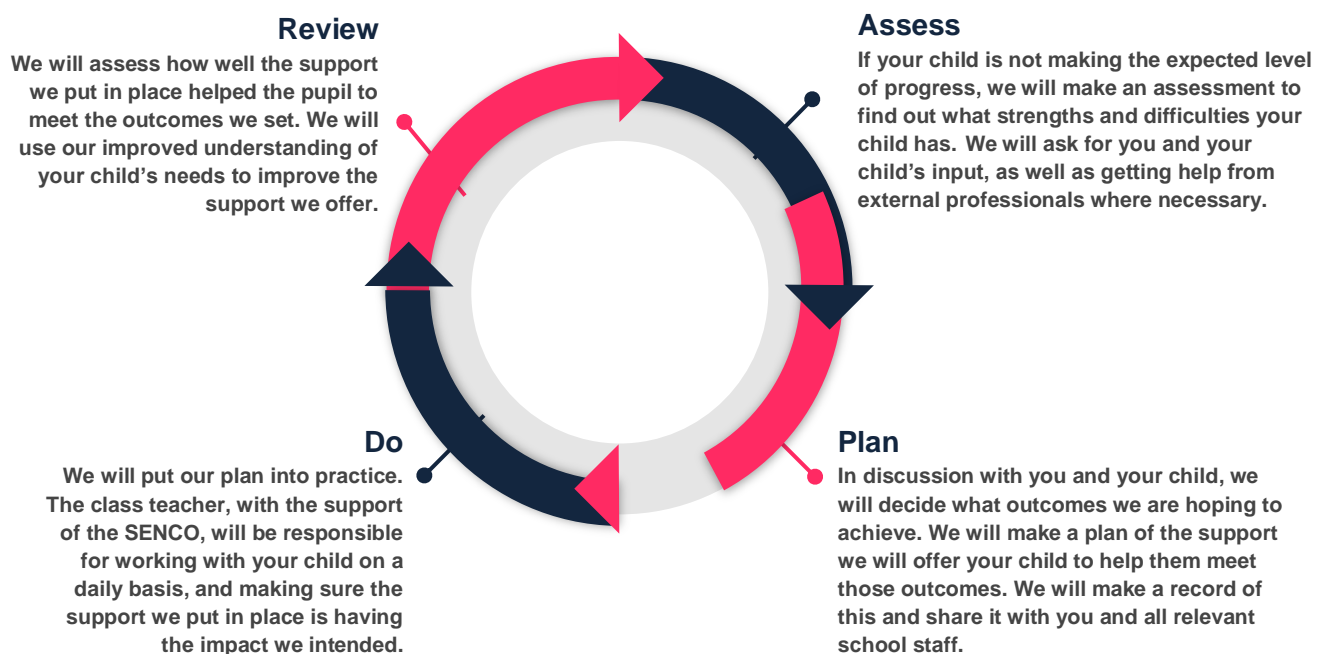 Review
We will assess how well the support
we put in place helped the pupil to
meet the outcomes we set. We will
use our improved understanding of
your child’s needs to improve the
support we offer.
Assess
If your child is not making the expected level
of progress, we will make an assessment to
find out what strengths and difficulties your
child has. We will ask for you and your
child’s input, as well as getting help from
external professionals where necessary.
Do
We will put our plan into practice.
The class teacher, with the support
of the SENCO, will be responsible
for working with your child on a
daily basis, and making sure the
support we put in place is having
the impact we intended.
Plan
In discussion with you and your child, we
will decide what outcomes we are hoping to
achieve. We will make a plan of the support
we will offer your child to help them meet
those outcomes. We will make a record of
this and share it with you and all relevant
school staff.